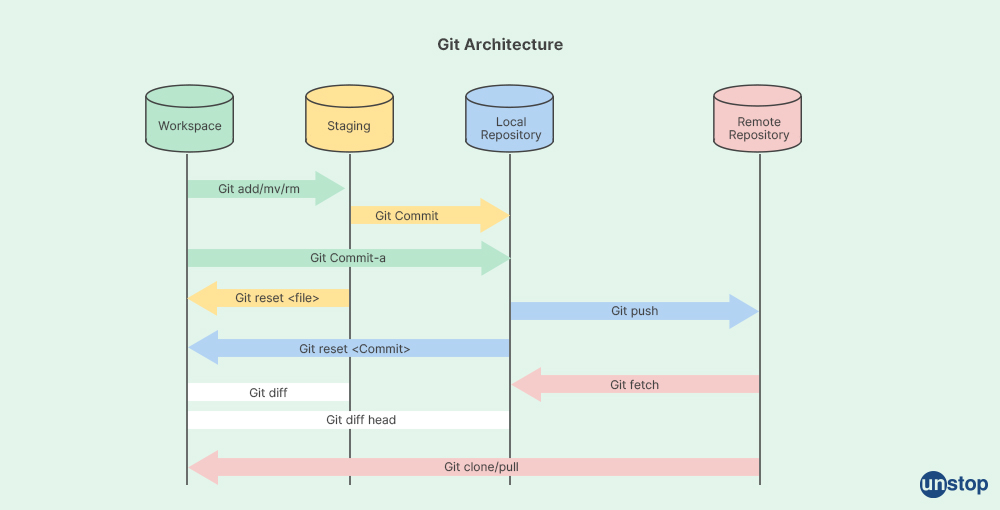 Git Architecture
Workspace
Staging
Local
Repository
Remote
Repository
Git add/mv/rm
Git Commit
Git Commit-a
Git reset <file>
Git push
Git reset <Commit>
Git fetch
Git diff
Git diff head
Git clone/pull
unstop